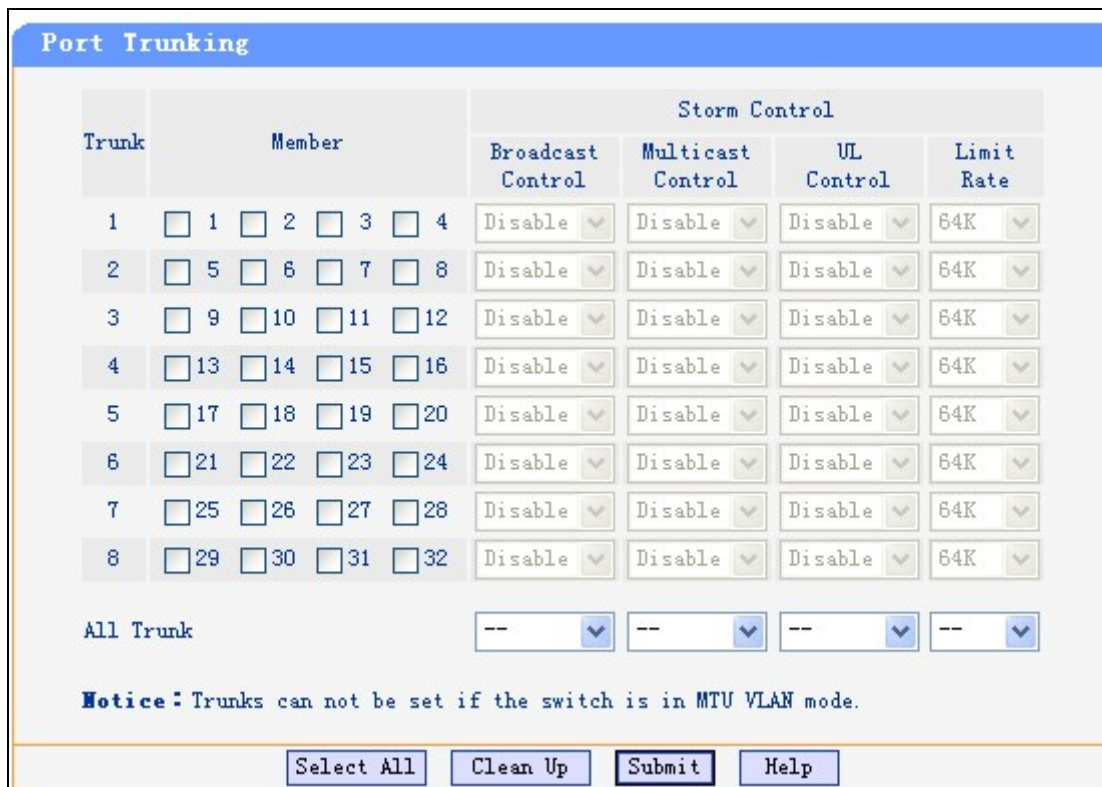 Port Trunking
Storm Control
Trunk Member Broadcast Control Multicast Control UL Control Limit Rate
1 1 2 3 4 Disable Disable Disable 64K
2 5 6 7 8 Disable Disable Disable 64K
3 9 10 11 12 Disable Disable Disable 64K
4 13 14 15 16 Disable Disable Disable 64K
5 17 18 19 20 Disable Disable Disable 64K
6 21 22 23 24 Disable Disable Disable 64K
7 25 26 27 28 Disable Disable Disable 64K
8 29 30 31 32 Disable Disable Disable 64K
All Trunk -- -- -- --
Notice: Trunks can not be set if the switch is in MTU VLAN mode.
Select All Clean Up Submit Help